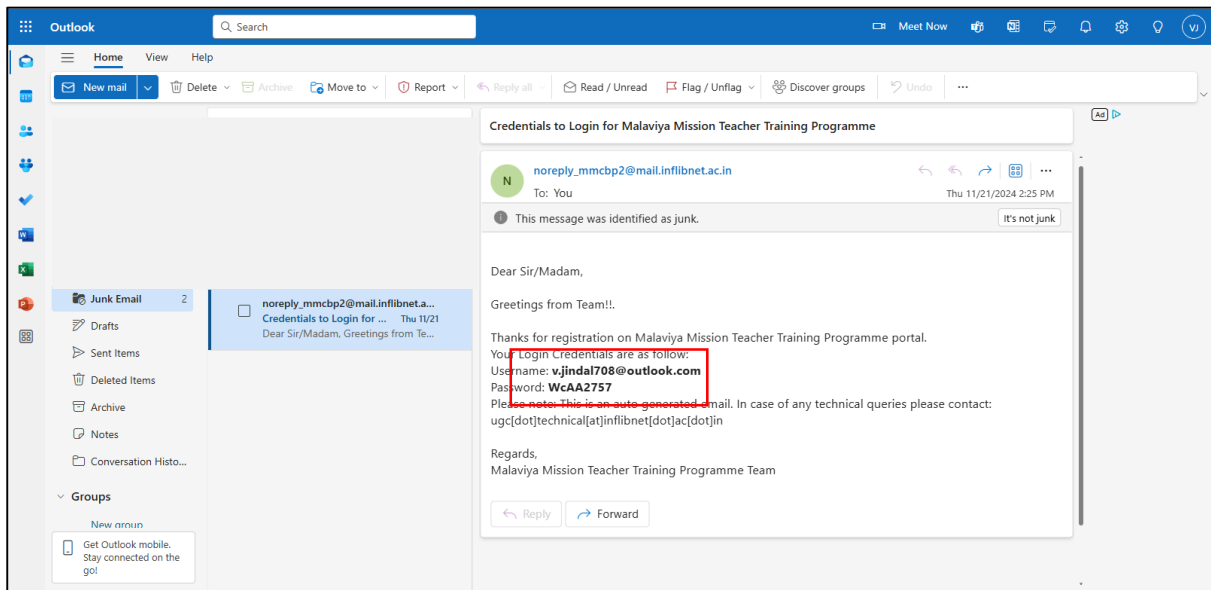 Outlook
Search
Meet Now
VJ
Home View Help
New mail Delete Archive Move to Report Reply all Read / Unread Flag / Unflag Discover groups Undo ...
Ad
Credentials to Login for Malaviya Mission Teacher Training Programme
N
noreply_mmcbp2@mail.inflibnet.ac.in
To: You
Thu 11/21/2024 2:25 PM
This message was identified as junk.
It's not junk
Dear Sir/Madam,
Greetings from Team!!.
Thanks for registration on Malaviya Mission Teacher Training Programme portal.
Your Login Credentials are as follow:
Username: v.jindal708@outlook.com
Password: WcAA2757
Please note: This is an auto generated email. In case of any technical queries please contact:
ugc[dot]technical[at]inflibnet[dot]ac[dot]in
Regards,
Malaviya Mission Teacher Training Programme Team
Reply
Forward
Junk Email 2
Drafts
Sent Items
Deleted Items
Archive
Notes
Conversation Histo...
Groups
New group
Get Outlook mobile.
Stay connected on the
go!
noreply_mmcbp2@mail.inflibnet.a...
Credentials to Login for ... Thu 11/21
Dear Sir/Madam, Greetings from Te...